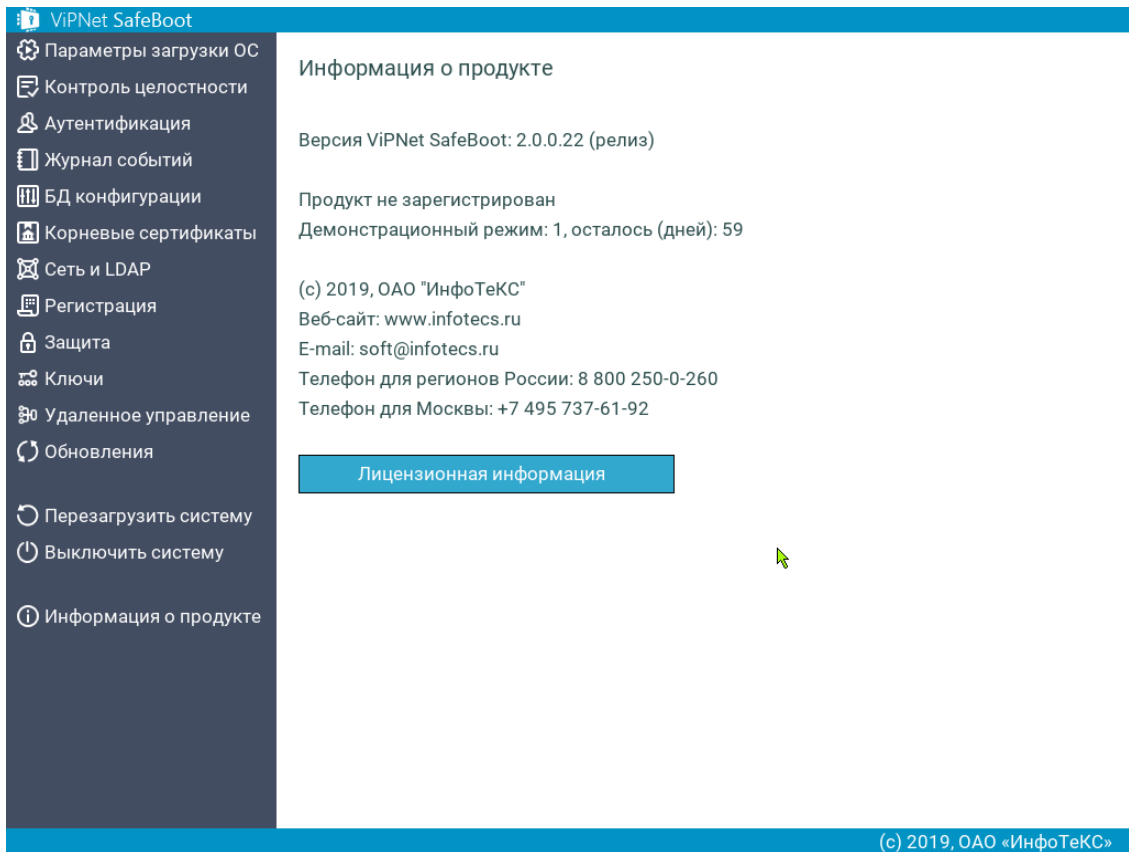 ViPNet SafeBoot
Параметры загрузки ОС
Контроль целостности
Аутентификация
Журнал событий
БД конфигурации
Корневые сертификаты
Сеть и LDAP
Регистрация
Защита
Ключи
Удаленное управление
Обновления
Перезагрузить систему
Выключить систему
Информация о продукте
Информация о продукте
Версия ViPNet SafeBoot: 2.0.0.22 (релиз)
Продукт не зарегистрирован
Демонстрационный режим: 1, осталось (дней): 59
(c) 2019, ОАО "ИнфоТеКС"
Веб-сайт: www.infotecs.ru
E-mail: soft@infotecs.ru
Телефон для регионов России: 8 800 250-0-260
Телефон для Москвы: +7 495 737-61-92
Лицензионная информация
(c) 2019, ОАО «ИнфоТеКС»